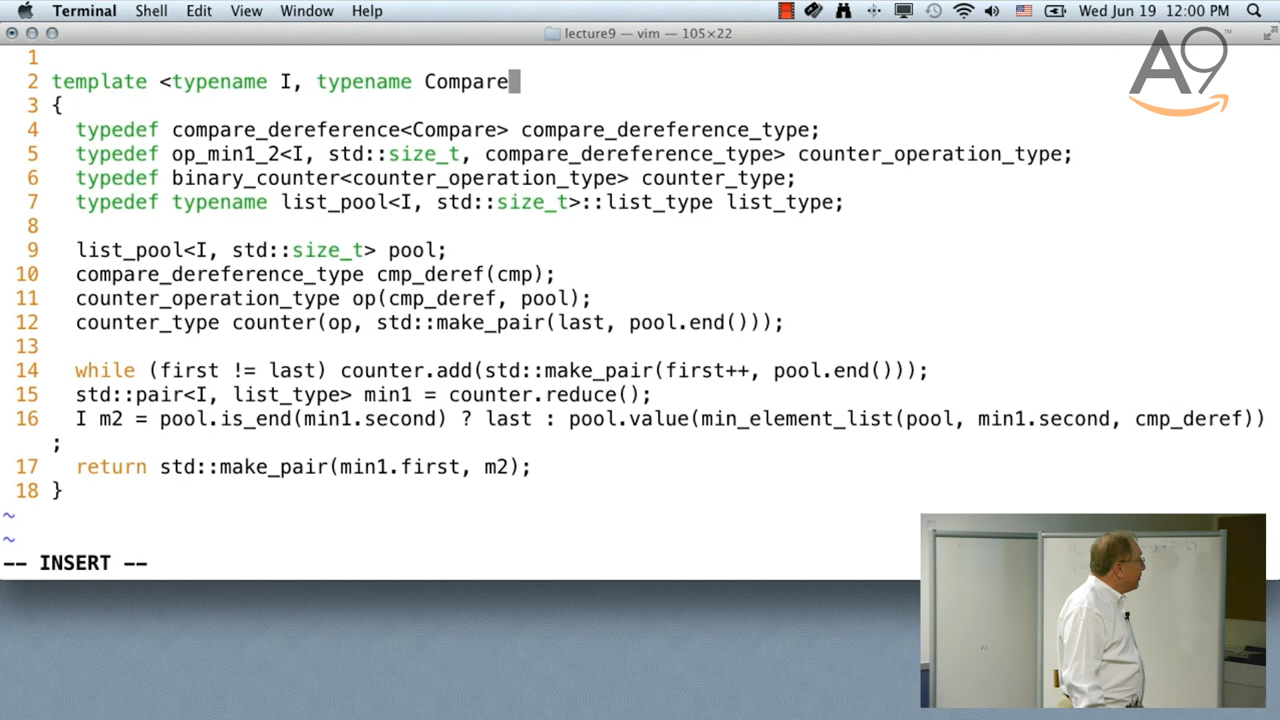 Terminal Shell Edit View Window Help Wed Jun 19 12:00 PM
lecture9 — vim — 105×22
A9™
1
2 template <typename I, typename Compare
3 {
4 typedef compare_dereference<Compare> compare_dereference_type;
5 typedef op_min1_2<I, std::size_t, compare_dereference_type> counter_operation_type;
6 typedef binary_counter<counter_operation_type> counter_type;
7 typedef typename list_pool<I, std::size_t>::list_type list_type;
8
9 list_pool<I, std::size_t> pool;
10 compare_dereference_type cmp_deref(cmp);
11 counter_operation_type op(cmp_deref, pool);
12 counter_type counter(op, std::make_pair(last, pool.end()));
13
14 while (first != last) counter.add(std::make_pair(first++, pool.end()));
15 std::pair<I, list_type> min1 = counter.reduce();
16 I m2 = pool.is_end(min1.second) ? last : pool.value(min_element_list(pool, min1.second, cmp_deref))
;
17 return std::make_pair(min1.first, m2);
18 }
~
~
-- INSERT --